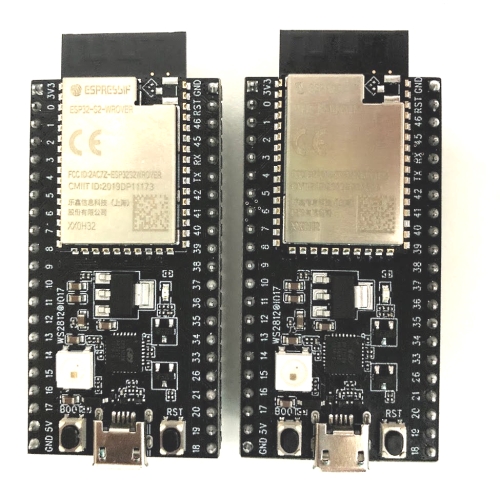 ESPRESSIF
ESP32-S2-WROVER
CE
FCC ID:2AC7Z-ESP32S2WROVER
CMIIT ID:2019DP11173
乐鑫信息科技（上海）
股份有限公司
XX0H32
3V3
0
1
2
3
4
5
6
7
8
9
10
11
12
13
14
15
16
17
5V
GND
GND
RST
46
45
RX
TX
42
41
40
39
38
37
36
35
34
33
26
21
20
19
18
WS2812@IO17
BOOT
RST
CE
XX0H32
3V3
0
1
2
3
4
5
6
7
8
9
10
11
12
13
14
15
16
17
5V
GND
GND
RST
46
45
RX
TX
42
41
40
39
38
37
36
35
34
33
26
21
20
19
18
WS2812@IO17
BOOT
RST